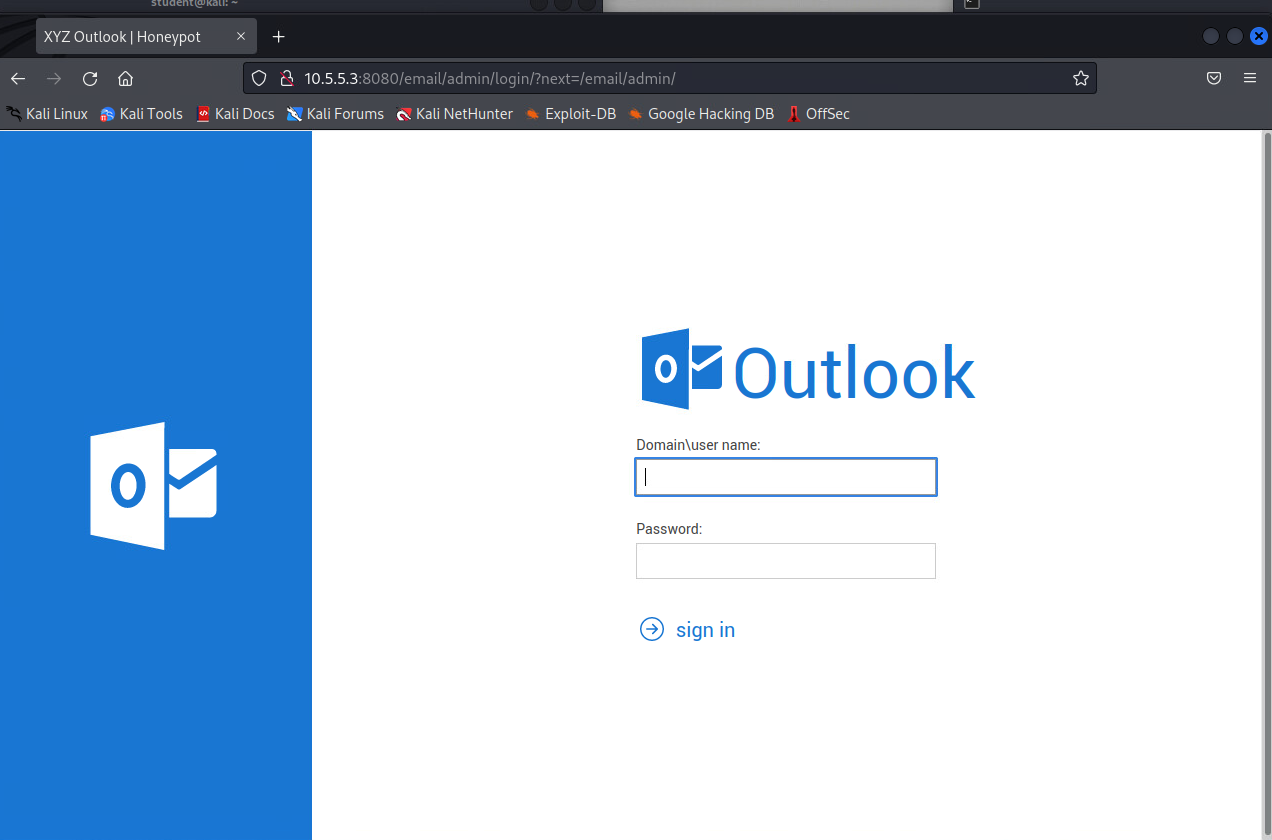 student@kali: ~
XYZ Outlook | Honeypot
10.5.5.3:8080/email/admin/login/?next=/email/admin/
Kali Linux Kali Tools Kali Docs Kali Forums Kali NetHunter Exploit-DB Google Hacking DB OffSec
Outlook
Domain\user name:
Password:
sign in